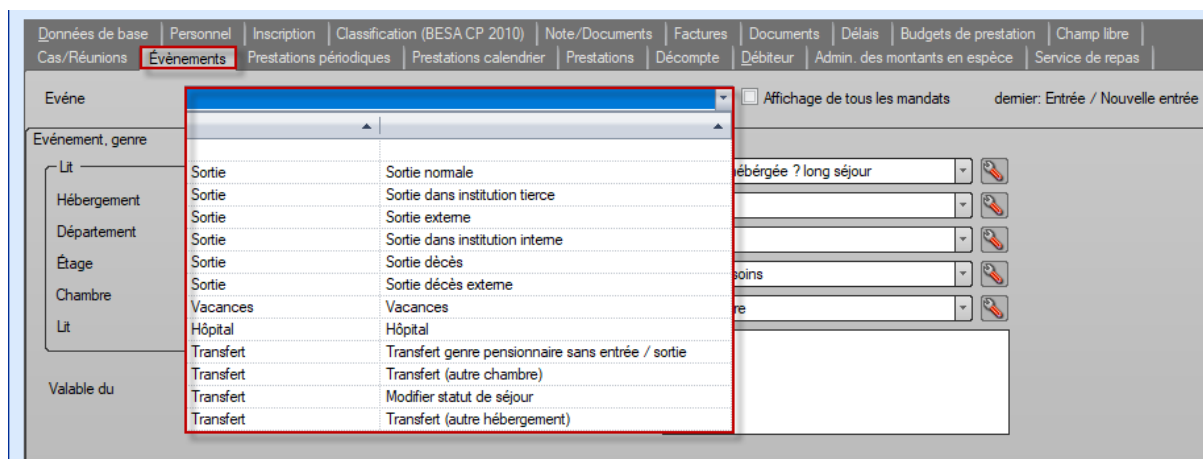 Données de base Personnel Inscription Classification (BESA CP 2010) Note/Documents Factures Documents Délais Budgets de prestation Champ libre
Cas/Réunions Évènements Prestations périodiques Prestations calendrier Prestations Décompte Débiteur Admin. des montants en espèce Service de repas
Evéne Affichage de tous les mandats dernier: Entrée / Nouvelle entrée
Evénement, genre
Lit
Sortie Sortie normale ébérgée ? long séjour
Hébergement Sortie Sortie dans institution tierce
Sortie Sortie externe
Département Sortie Sortie dans institution interne
Étage Sortie Sortie dècès
soins
Sortie Sortie décès externe
Chambre
Vacances Vacances re
Lit Hôpital Hôpital
Transfert Transfert genre pensionnaire sans entrée / sortie
Transfert Transfert (autre chambre)
Valable du Transfert Modifier statut de séjour
Transfert Transfert (autre hébergement)